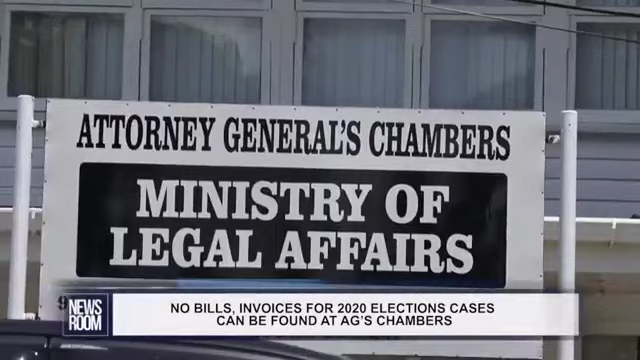 ATTORNEY GENERAL'S CHAMBERS
MINISTRY OF
LEGAL AFFAIRS
NEWS
ROOM
NO BILLS, INVOICES FOR 2020 ELECTIONS CASES
CAN BE FOUND AT AG'S CHAMBERS